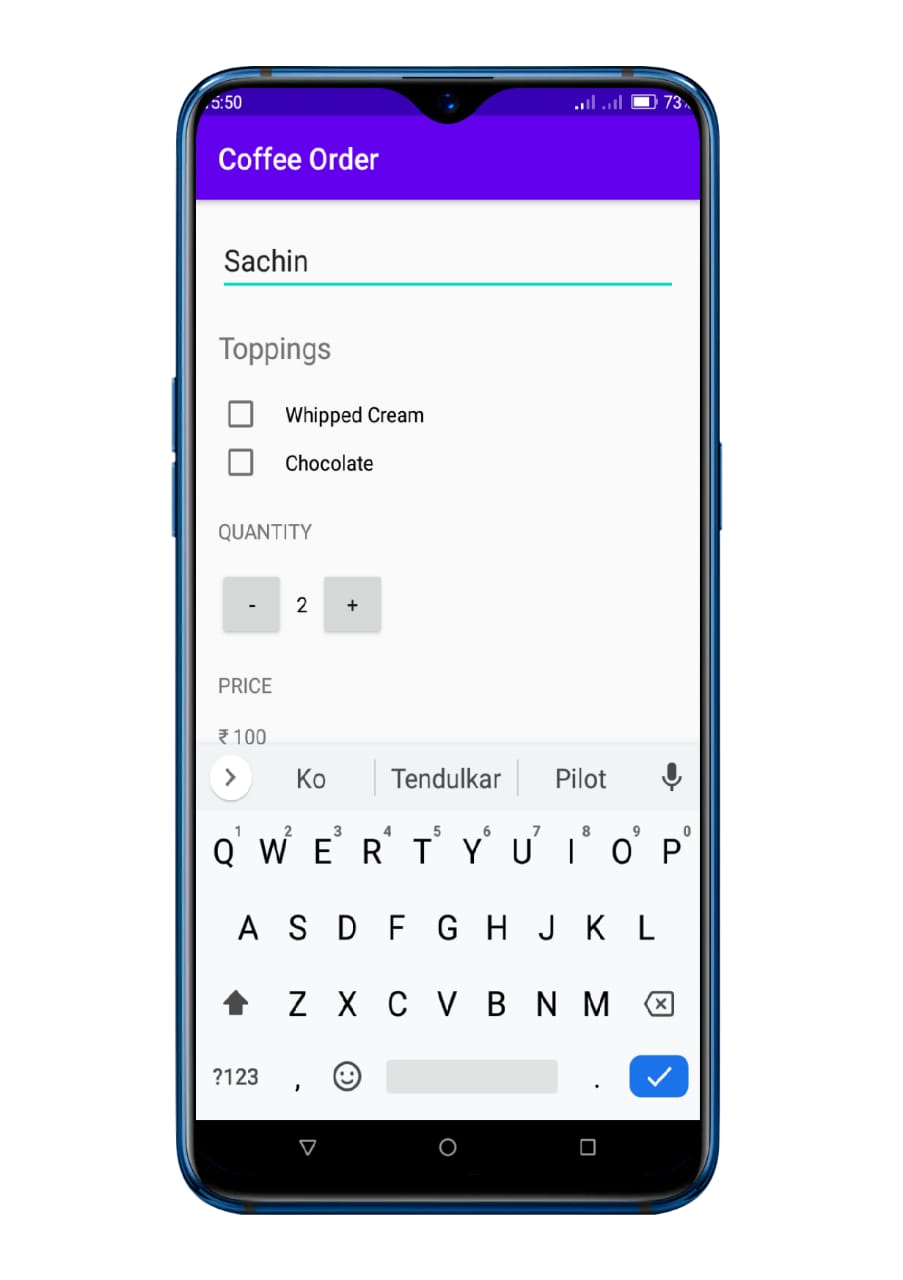 5:50 73%
Coffee Order
Sachin
Toppings
Whipped Cream
Chocolate
QUANTITY
- 2 +
PRICE
₹ 100
Ko Tendulkar Pilot
1 2 3 4 5 6 7 8 9 0
Q W E R T Y U I O P
A S D F G H J K L
Z X C V B N M
?123 , .